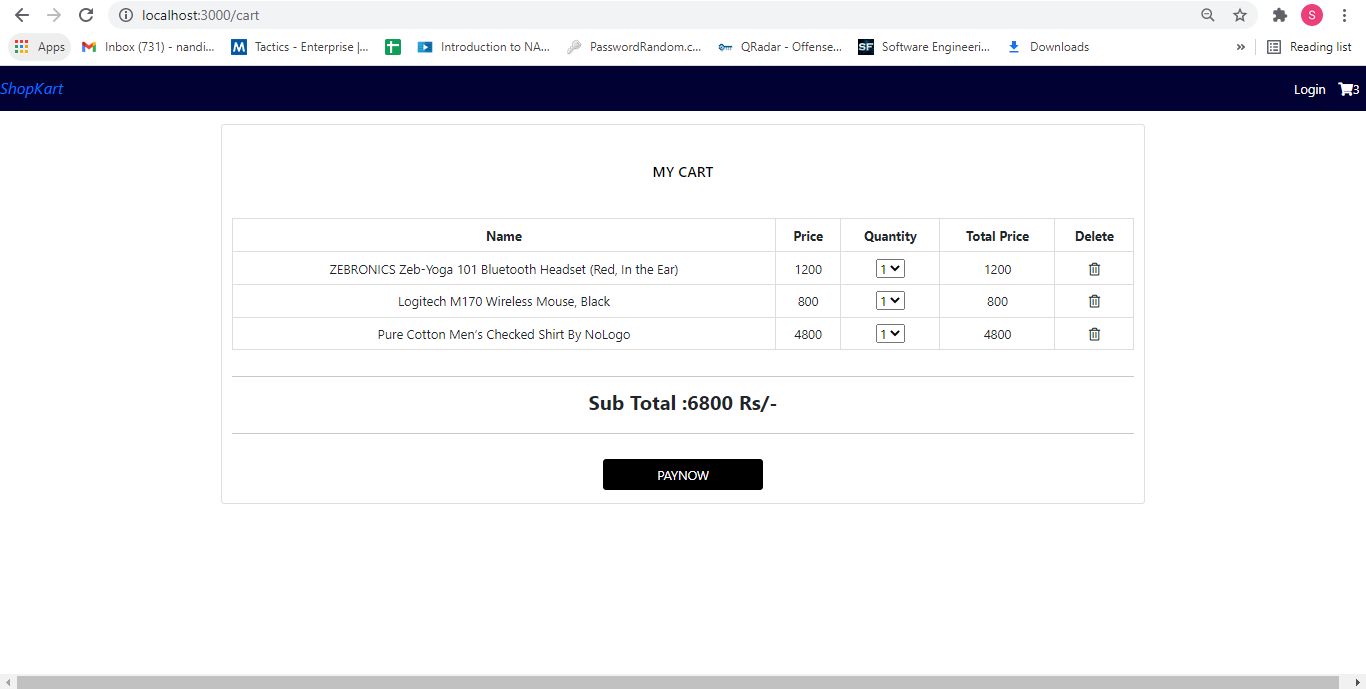 localhost:3000/cart
S
Apps Inbox (731) - nandi... Tactics - Enterprise |... Introduction to NA... PasswordRandom.c... QRadar - Offense... SF Software Engineeri... Downloads » Reading list
ShopKart Login 3
MY CART
Name Price Quantity Total Price Delete
ZEBRONICS Zeb-Yoga 101 Bluetooth Headset (Red, In the Ear) 1200 1 1200
Logitech M170 Wireless Mouse, Black 800 1 800
Pure Cotton Men's Checked Shirt By NoLogo 4800 1 4800
Sub Total :6800 Rs/-
PAYNOW